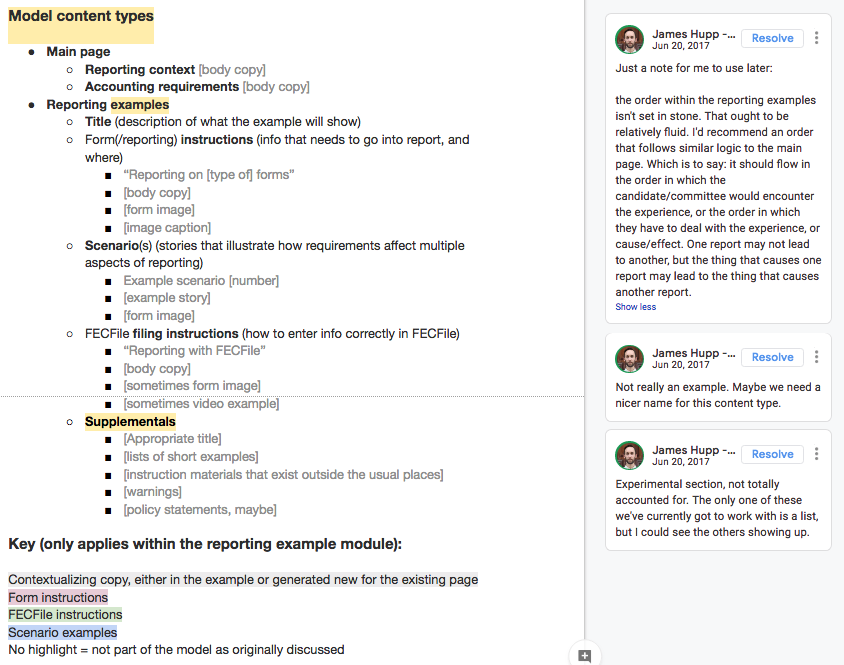 Model content types
Main page
Reporting context [body copy]
Accounting requirements [body copy]
Reporting examples
Title (description of what the example will show)
Form(/reporting) instructions (info that needs to go into report, and
where)
“Reporting on [type of] forms”
[body copy]
[form image]
[image caption]
Scenario(s) (stories that illustrate how requirements affect multiple
aspects of reporting)
Example scenario [number]
[example story]
[form image]
FECFile filing instructions (how to enter info correctly in FECFile)
“Reporting with FECFile”
[body copy]
[sometimes form image]
[sometimes video example]
Supplementals
[Appropriate title]
[lists of short examples]
[instruction materials that exist outside the usual places]
[warnings]
[policy statements, maybe]
Key (only applies within the reporting example module):
Contextualizing copy, either in the example or generated new for the existing page
Form instructions
FECFile instructions
Scenario examples
No highlight = not part of the model as originally discussed
James Hupp -...
Jun 20, 2017
Resolve
Just a note for me to use later:
the order within the reporting examples
isn't set in stone. That ought to be
relatively fluid. I'd recommend an order
that follows similar logic to the main
page. Which is to say: it should flow in
the order in which the
candidate/committee would encounter
the experience, or the order in which
they have to deal with the experience, or
cause/effect. One report may not lead
to another, but the thing that causes one
report may lead to the thing that causes
another report.
Show less
James Hupp -...
Jun 20, 2017
Resolve
Not really an example. Maybe we need a
nicer name for this content type.
James Hupp -...
Jun 20, 2017
Resolve
Experimental section, not totally
accounted for. The only one of these
we've currently got to work with is a list,
but I could see the others showing up.